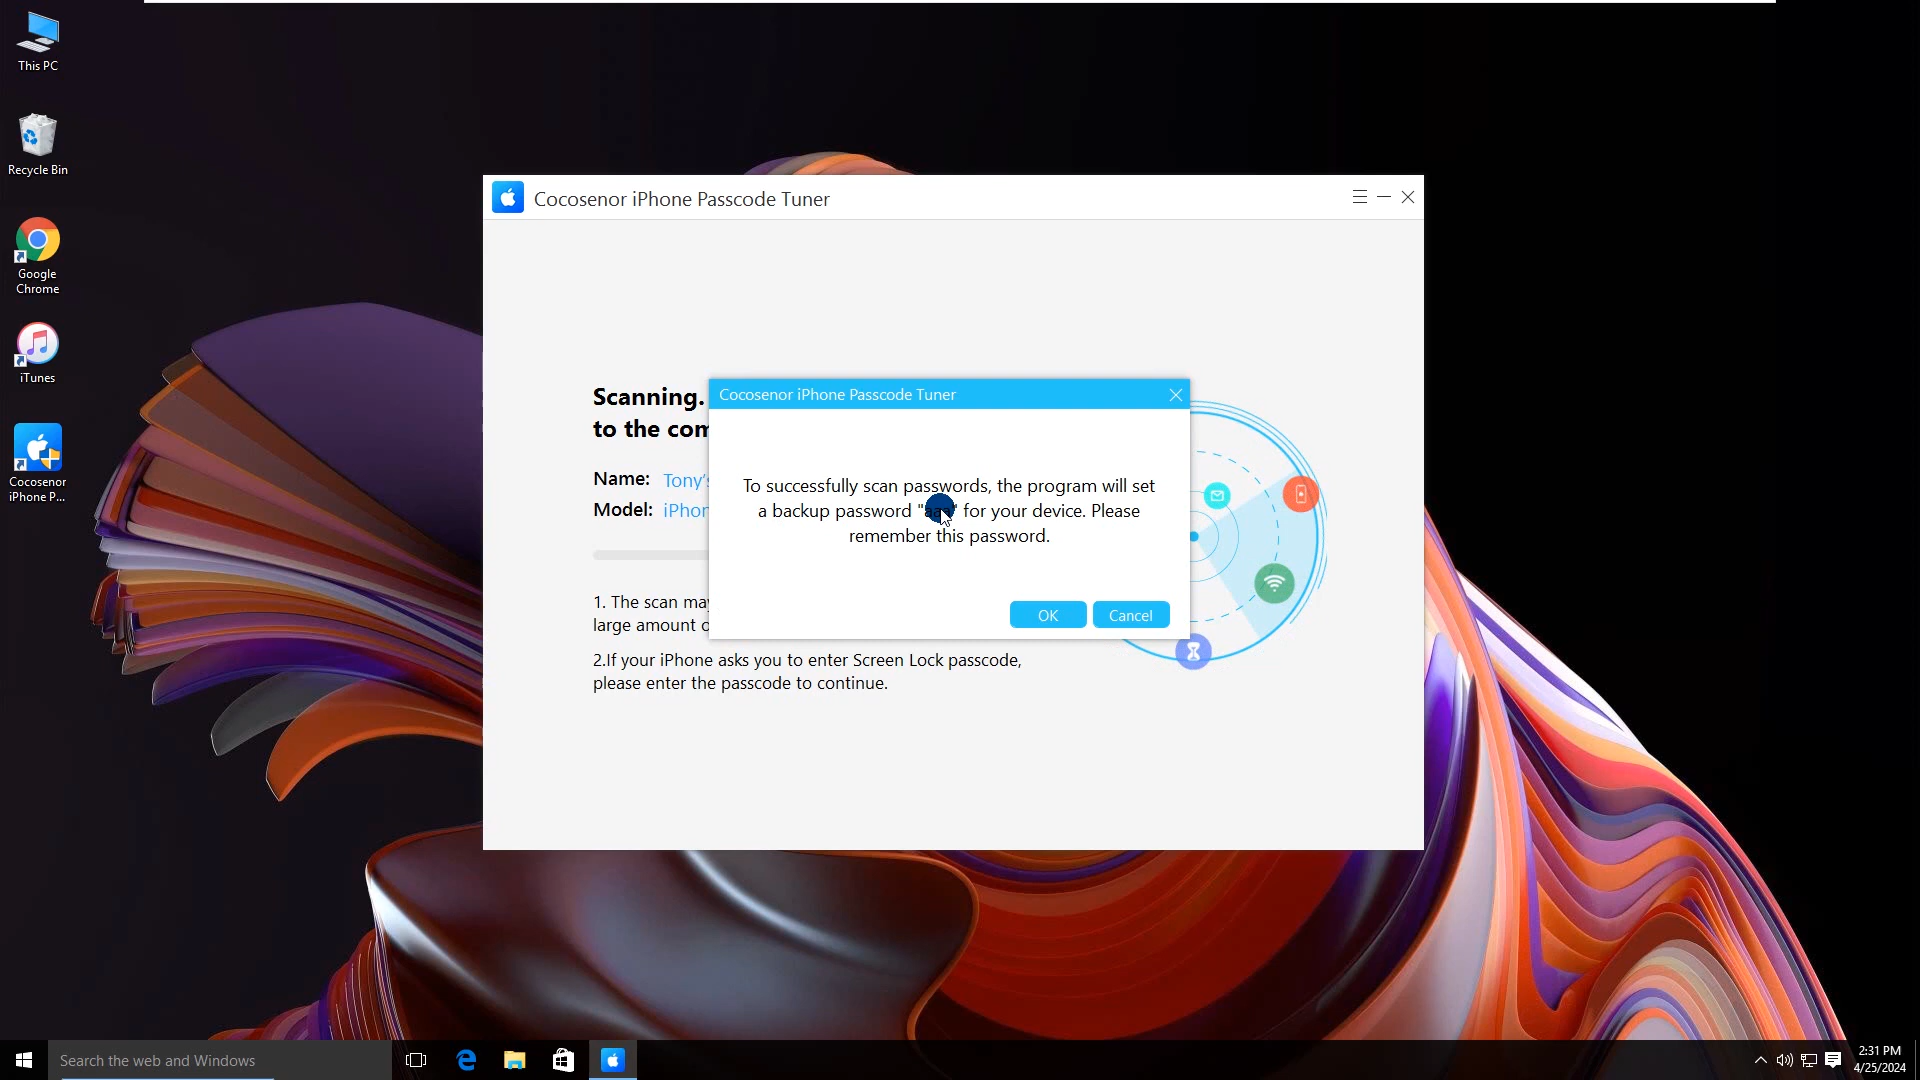 This PC
Recycle Bin
Google
Chrome
iTunes
Cocosenor
iPhone P...
Cocosenor iPhone Passcode Tuner
Scanning.
to the
Name: Tony's
Model:
1. The scan
large amount
2.If your iPhone asks you to enter Screen Lock passcode,
please enter the passcode to continue.
Cocosenor iPhone Passcode Tuner
To successfully scan passwords, the program will set
a backup password "aaa" for your device. Please
remember this password.
OK Cancel
Search the web and Windows
2:31 PM
4/25/2024